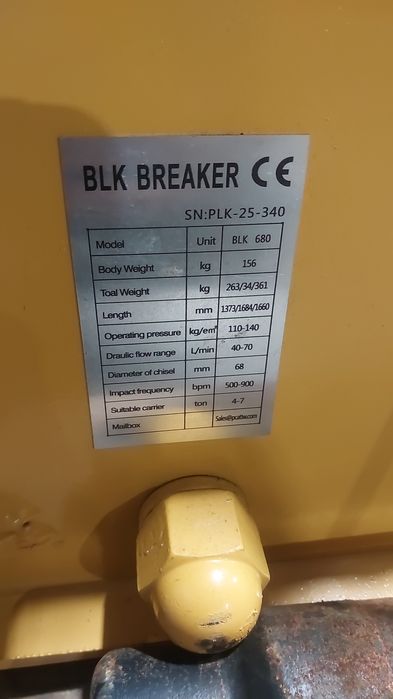 BLK BREAKER CE
SN:PLK-25-340
Model Unit BLK 680
Body Weight kg 156
Toal Weight kg 263/34/361
Length mm 1373/1684/1660
Operating pressure kg/em² 110-140
Draulic flow range L/min 40-70
Diameter of chisel mm 68
Impact frequency bpm 500-900
Suitable carrier ton 4-7
Mailbox